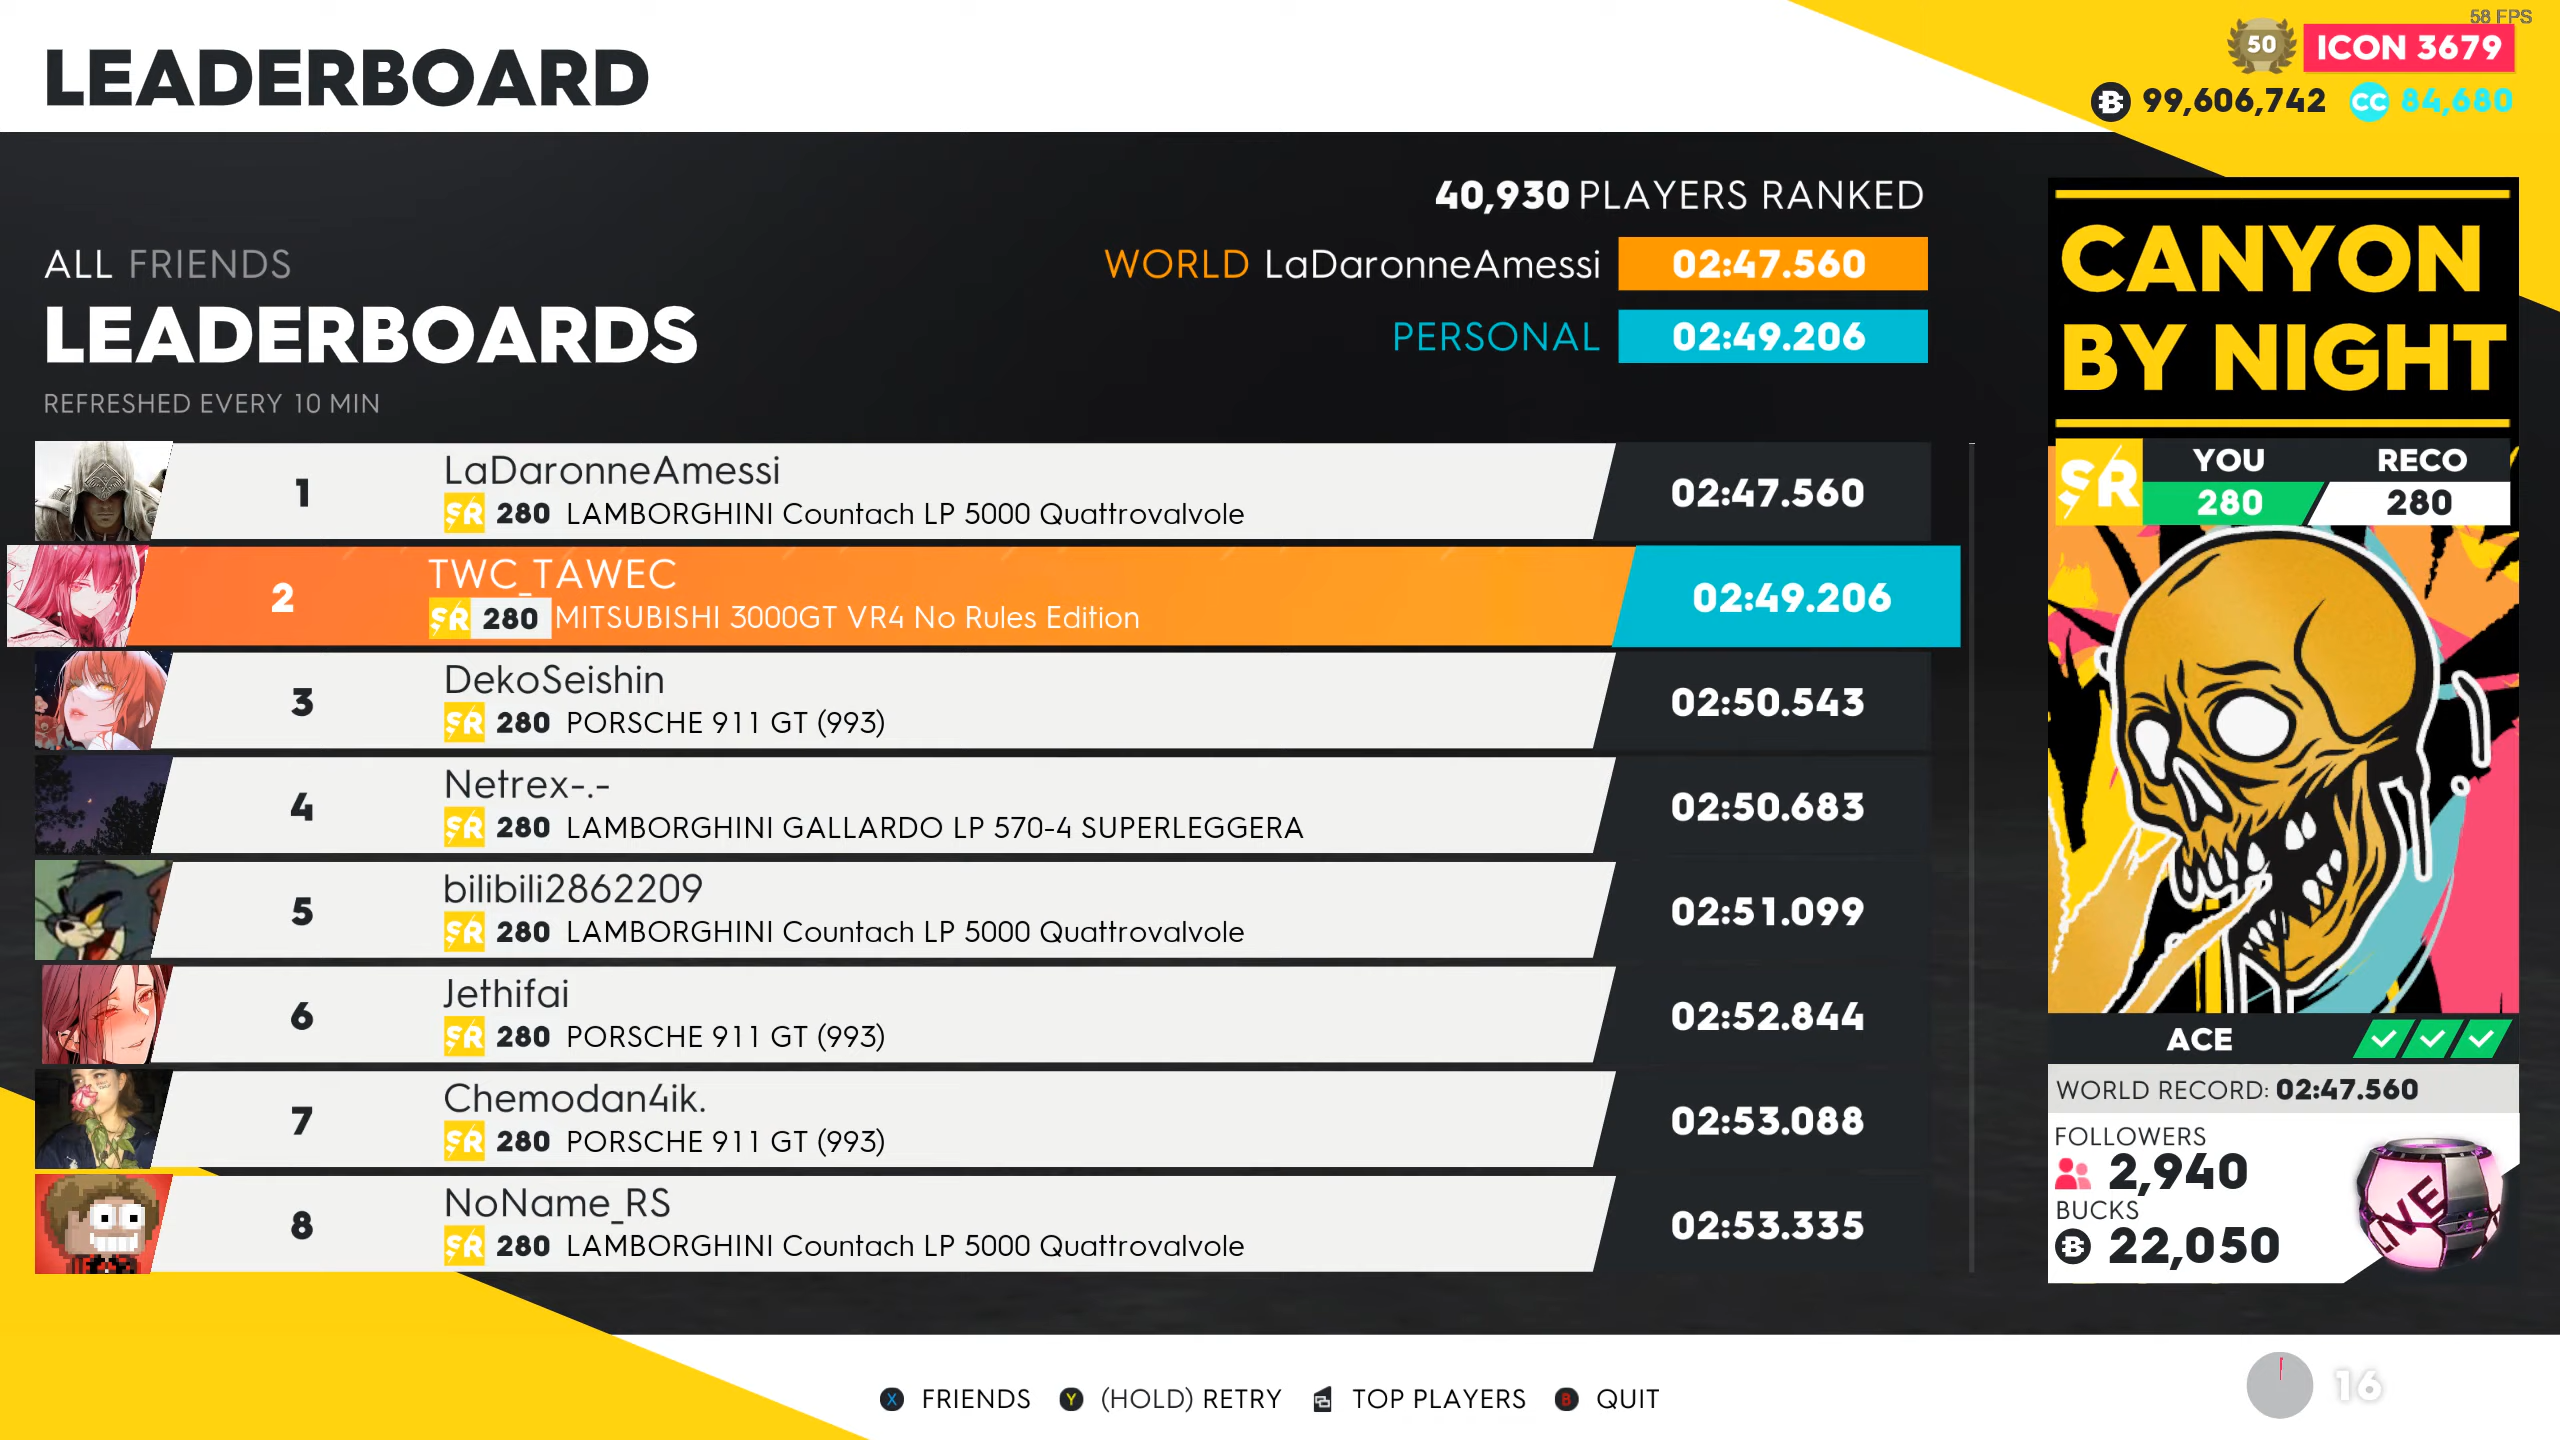 58 FPS
LEADERBOARD
50 ICON 3679
99,606,742 CC 84,680
40,930 PLAYERS RANKED
ALL FRIENDS
WORLD LaDaronneAmessi 02:47.560
LEADERBOARDS
PERSONAL 02:49.206
REFRESHED EVERY 10 MIN
1 LaDaronneAmessi 02:47.560
SR 280 LAMBORGHINI Countach LP 5000 Quattrovalvole
2 TWC_TAWEC 02:49.206
SR 280 MITSUBISHI 3000GT VR4 No Rules Edition
3 DekoSeishin 02:50.543
SR 280 PORSCHE 911 GT (993)
4 Netrex-.- 02:50.683
SR 280 LAMBORGHINI GALLARDO LP 570-4 SUPERLEGGERA
5 bilibili2862209 02:51.099
SR 280 LAMBORGHINI Countach LP 5000 Quattrovalvole
6 Jethifai 02:52.844
SR 280 PORSCHE 911 GT (993)
7 Chemodan4ik. 02:53.088
SR 280 PORSCHE 911 GT (993)
8 NoName_RS 02:53.335
SR 280 LAMBORGHINI Countach LP 5000 Quattrovalvole
CANYON
BY NIGHT
SR YOU RECO
280 280
ACE
WORLD RECORD: 02:47.560
FOLLOWERS
2,940
BUCKS
22,050
LIVE
X FRIENDS Y (HOLD) RETRY TOP PLAYERS B QUIT
16